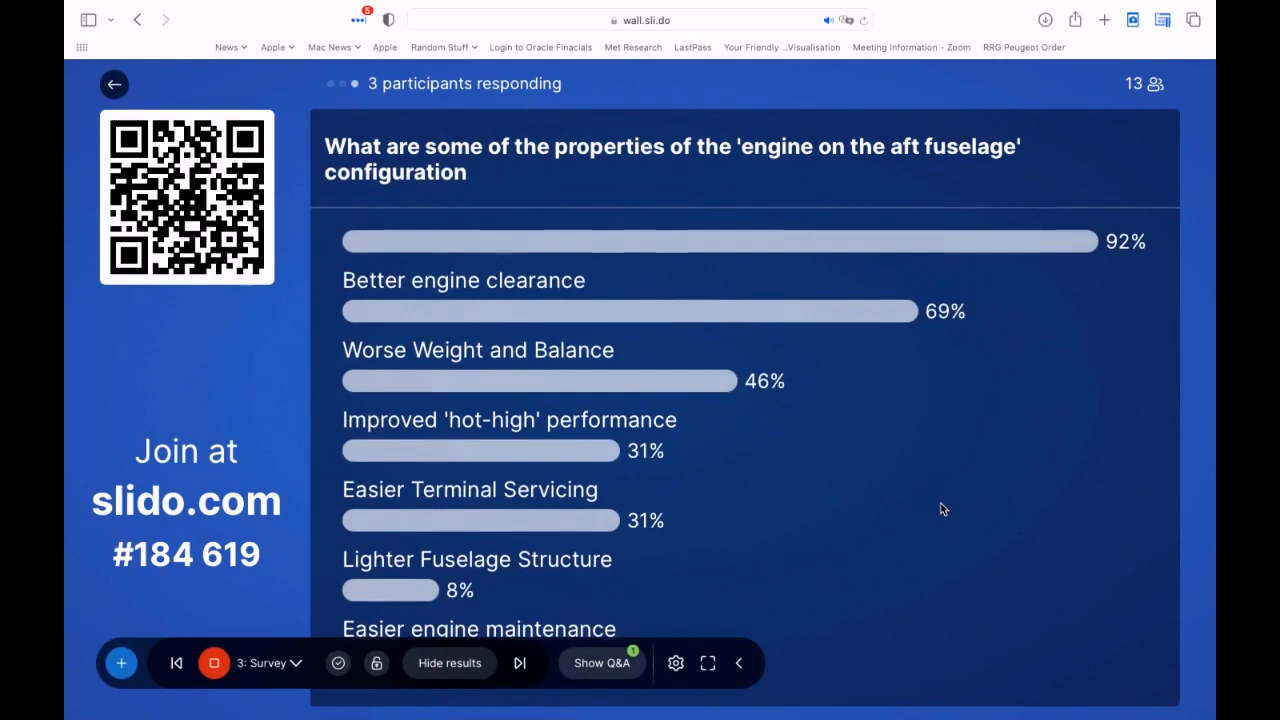 5
wall.sli.do
News
Apple
Mac News
Apple
Random Stuff
Login to Oracle Finacials
Met Research
LastPass
Your Friendly ...Visualisation
Meeting Information - Zoom
RRG Peugeot Order
3 participants responding
13
What are some of the properties of the 'engine on the aft fuselage'
configuration
92%
Better engine clearance
69%
Worse Weight and Balance
46%
Improved 'hot-high' performance
31%
Easier Terminal Servicing
31%
Lighter Fuselage Structure
8%
Easier engine maintenance
Join at
slido.com
#184 619
3: Survey
Hide results
Show Q&A
1